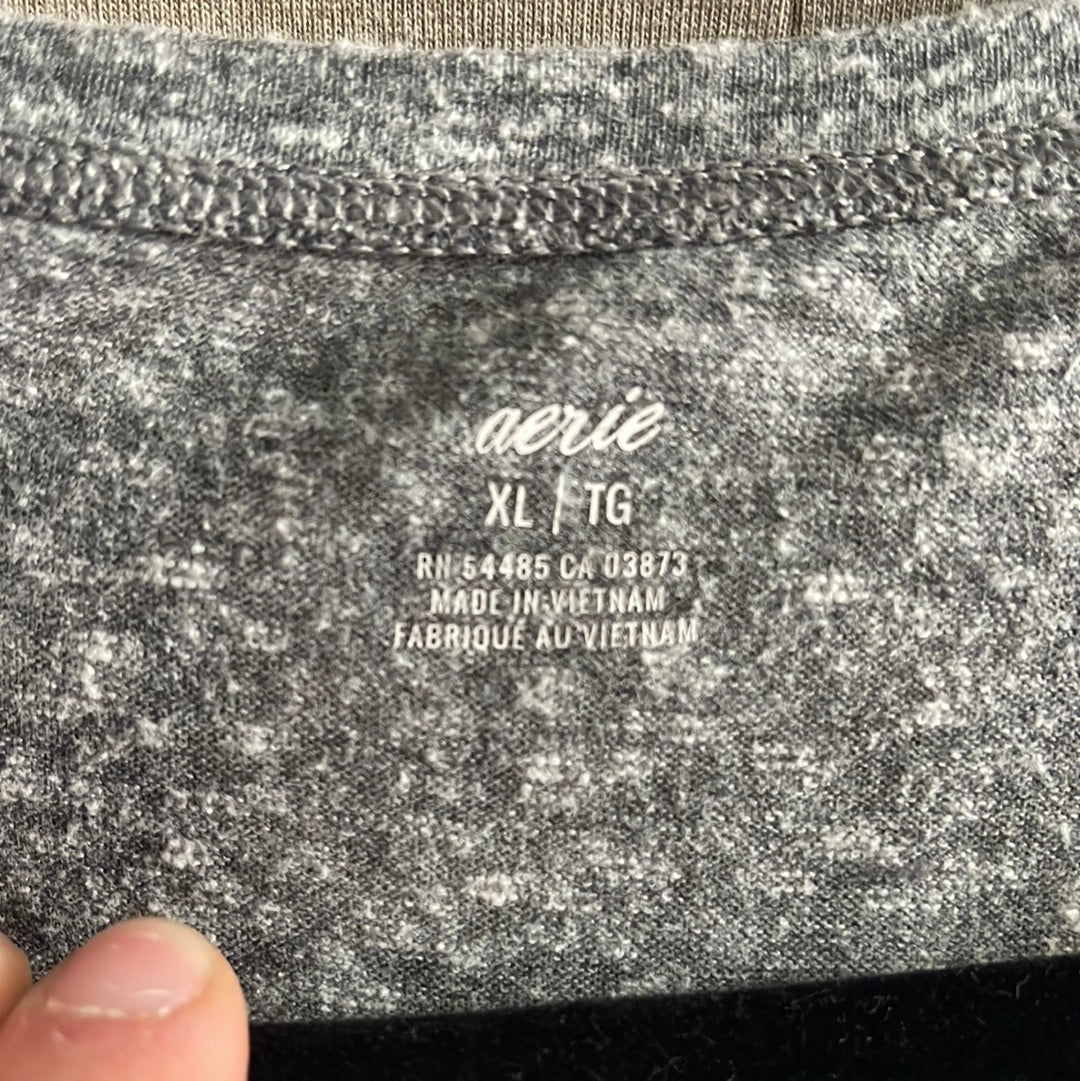 aerie
XL | TG
RN 54485 CA 03873
MADE IN VIETNAM
FABRIQUÉ AU VIETNAM